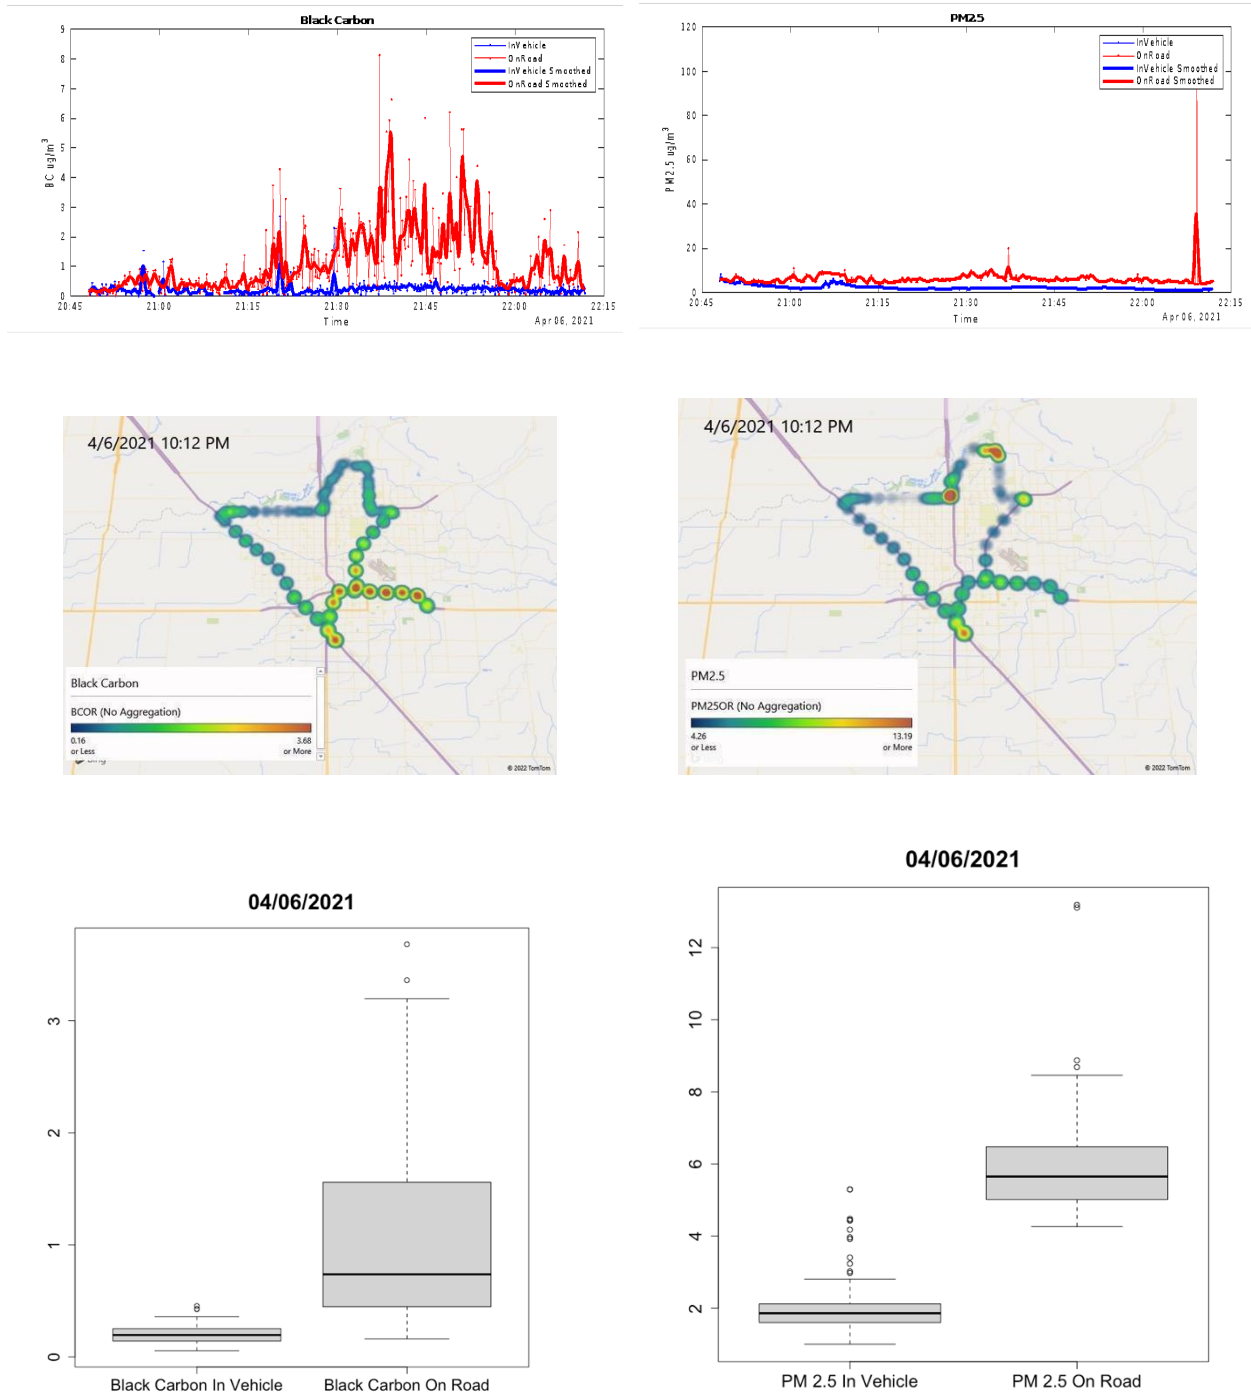 Black Carbon
9
8
7
6
5
4
3
2
1
0
BC ug/m³
InVehicle
OnRoad
InVehicle Smoothed
OnRoad Smoothed
20:45 21:00 21:15 21:30 21:45 22:00 22:15
Time
Apr 06, 2021
PM2.5
120
100
80
60
40
20
0
PM2.5 ug/m³
InVehicle
OnRoad
InVehicle Smoothed
OnRoad Smoothed
20:45 21:00 21:15 21:30 21:45 22:00 22:15
Time
Apr 06, 2021
4/6/2021 10:12 PM
Black Carbon
BCOR (No Aggregation)
0.16 3.68
or Less or More
© 2022 TomTom
4/6/2021 10:12 PM
PM2.5
PM25OR (No Aggregation)
4.26 13.19
or Less or More
© 2022 TomTom
04/06/2021
3
2
1
0
Black Carbon In Vehicle Black Carbon On Road
04/06/2021
12
10
8
6
4
2
PM 2.5 In Vehicle PM 2.5 On Road